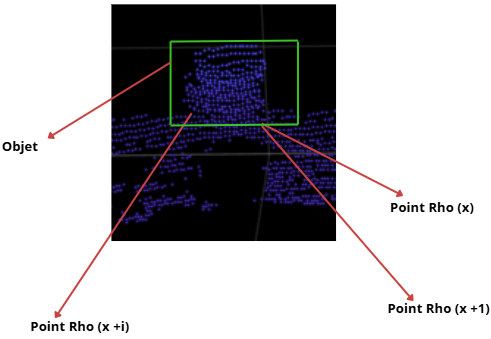 Objet
Point Rho (x)
Point Rho (x +1)
Point Rho (x +i)